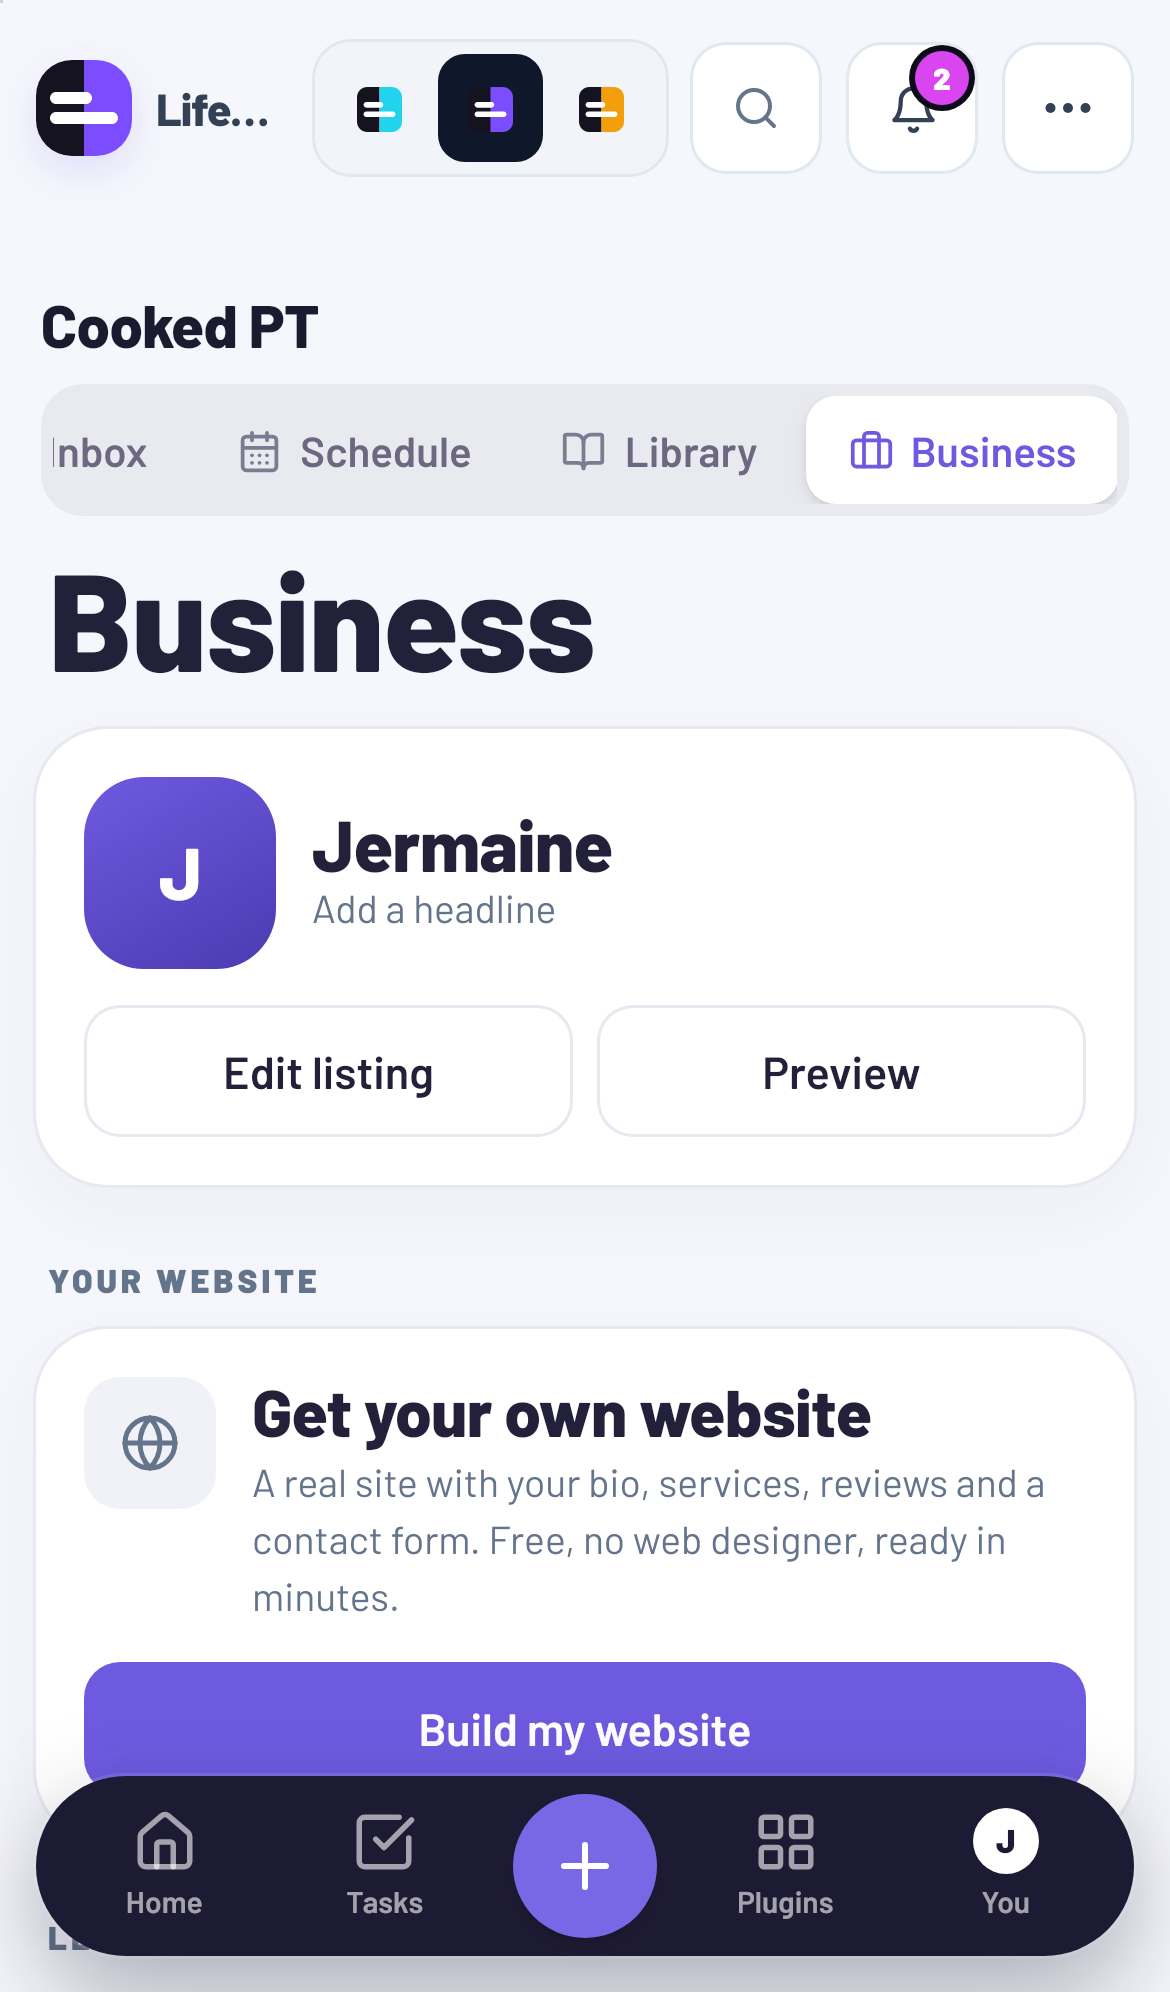 Life...
2
Cooked PT
Inbox
Schedule
Library
Business
Business
J
Jermaine
Add a headline
Edit listing
Preview
YOUR WEBSITE
Get your own website
A real site with your bio, services, reviews and a
contact form. Free, no web designer, ready in
minutes.
Build my website
Home
Tasks
Plugins
J
You